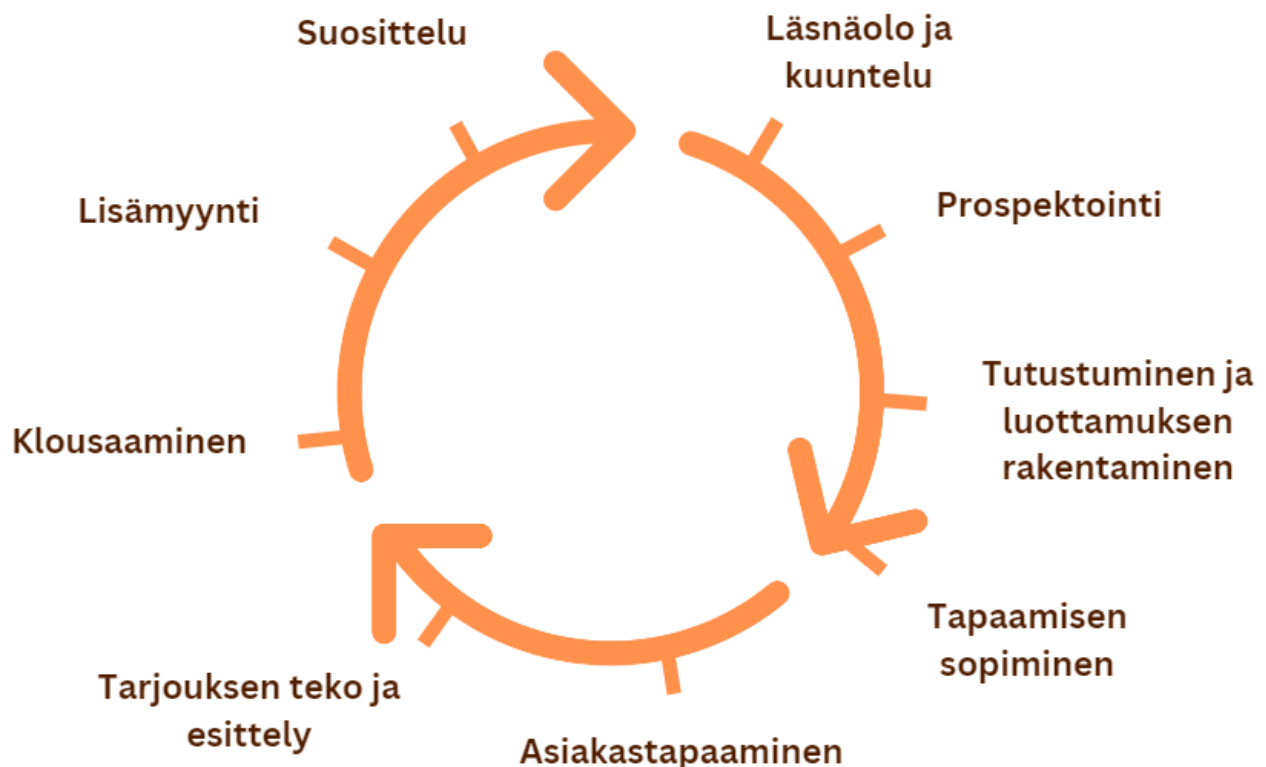 Suosittelu
Läsnäolo ja
kuuntelu
Prospektointi
Tutustuminen ja
luottamuksen
rakentaminen
Tapaamisen
sopiminen
Asiakastapaaminen
Tarjouksen teko ja
esittely
Klousaaminen
Lisämyynti